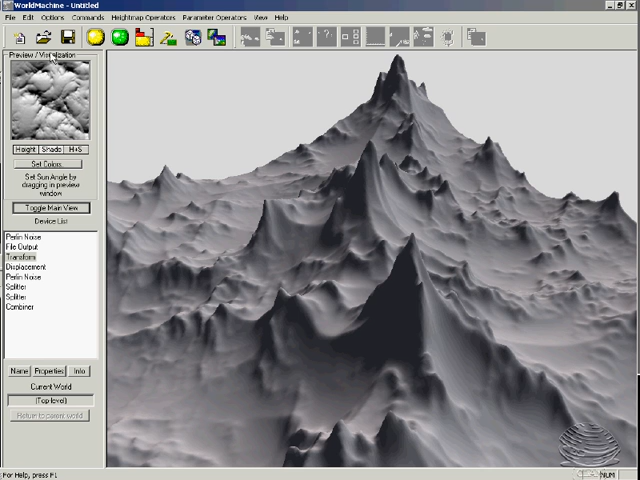 WorldMachine - Untitled
File Edit Options Commands Heightmap Operators Parameter Operators View Help
Preview / Visualization
Height Shade H+S
Set Colors..
Set Sun Angle by
dragging in preview
window
Toggle Main View
Device List
Perlin Noise
File Output
Transform
Displacement
Perlin Noise
Splitter
Splitter
Combiner
Name Properties Info
Current World
(Top level)
Return to parent world
For Help, press F1
NUM